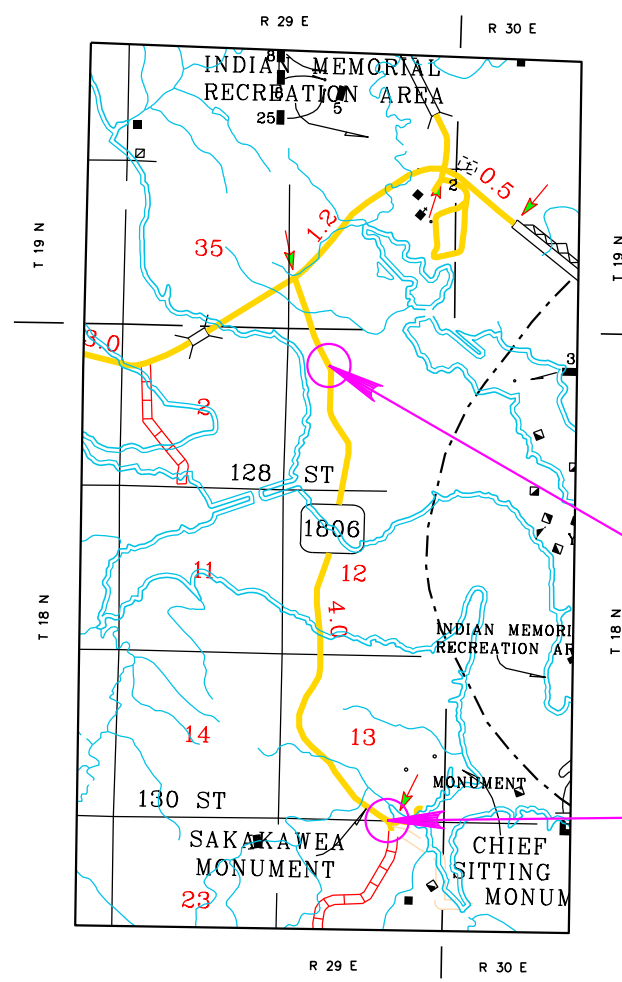 R 29 E
R 30 E
8
INDIAN MEMORIAL
RECREATION AREA
8
5
25
2
0.5
1.2
35
T 19 N
T 19 N
3.0
3
2
128 ST
1806
11
12
4.0
T 18 N
T 18 N
INDIAN MEMORI
RECREATION AR
14
13
MONUMENT
130 ST
SAKAKAWEA
MONUMENT
CHIEF
SITTING
MONUM
23
R 29 E
R 30 E